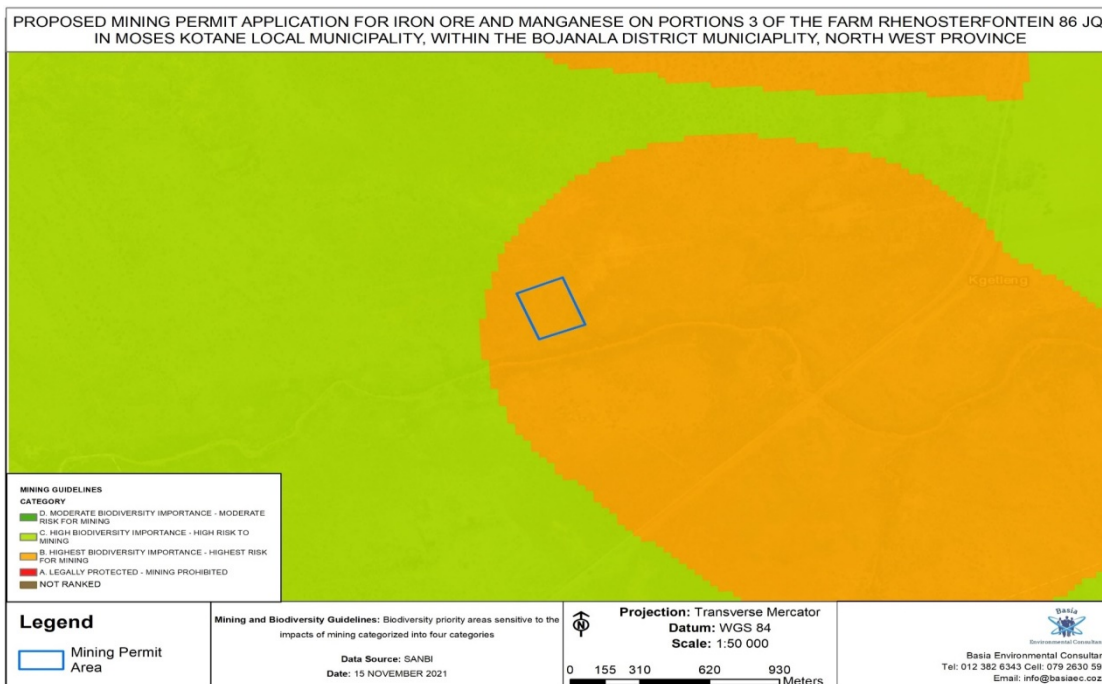 PROPOSED MINING PERMIT APPLICATION FOR IRON ORE AND MANGANESE ON PORTIONS 3 OF THE FARM RHENOSTERFONTEIN 86 JQ
IN MOSES KOTANE LOCAL MUNICIPALITY, WITHIN THE BOJANALA DISTRICT MUNICIAPLITY, NORTH WEST PROVINCE
Kgetleng
MINING GUIDELINES
CATEGORY
D. MODERATE BIODIVERSITY IMPORTANCE - MODERATE
RISK FOR MINING
C. HIGH BIODIVERSITY IMPORTANCE - HIGH RISK TO
MINING
B. HIGHEST BIODIVERSITY IMPORTANCE - HIGHEST RISK
FOR MINING
A. LEGALLY PROTECTED - MINING PROHIBITED
NOT RANKED
Legend
Mining Permit
Area
Mining and Biodiversity Guidelines: Biodiversity priority areas sensitive to the
impacts of mining categorized into four categories
Data Source: SANBI
Date: 15 NOVEMBER 2021
N
Projection: Transverse Mercator
Datum: WGS 84
Scale: 1:50 000
0 155 310 620 930
Meters
Basia
Environmental Consultan
Basia Environmental Consultan
Tel: 012 382 6343 Cell: 079 2630 59
Email: info@basiaec.coz